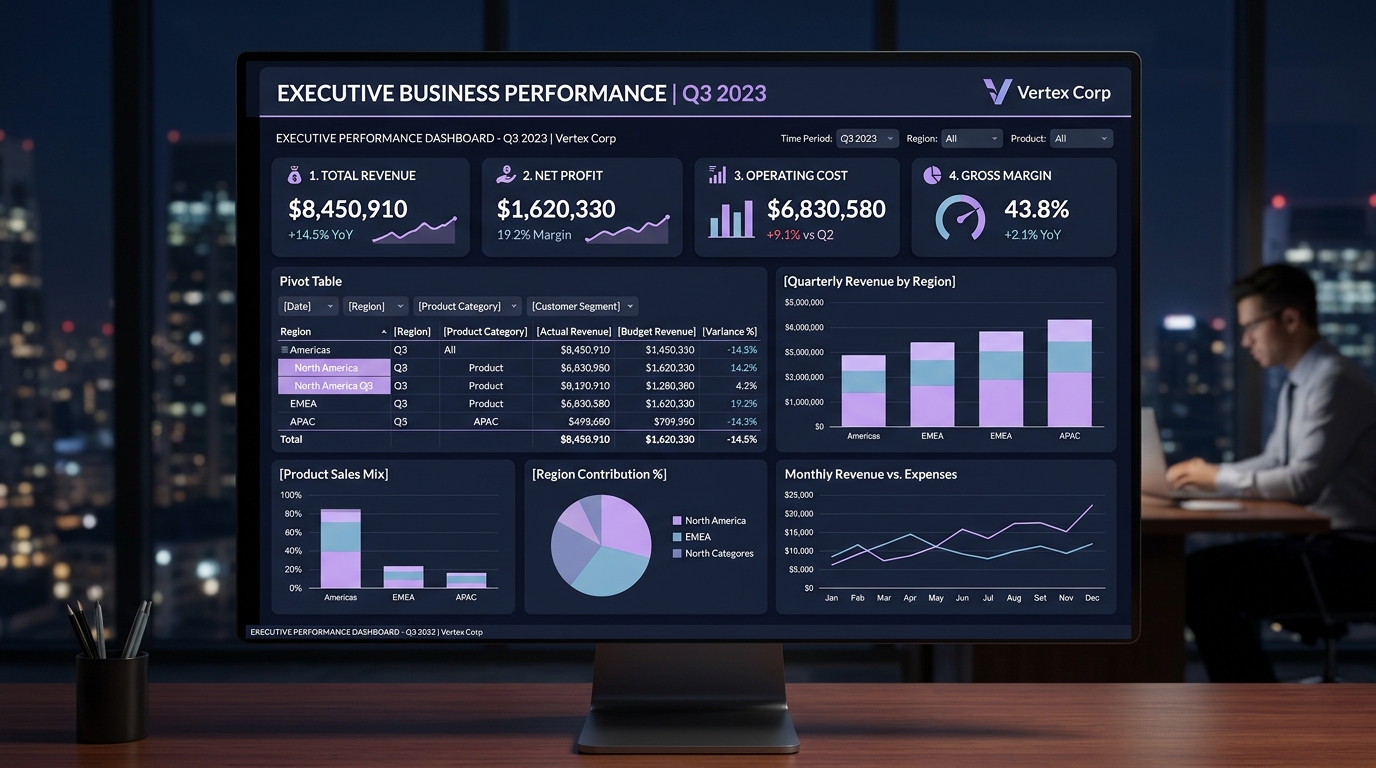 EXECUTIVE BUSINESS PERFORMANCE | Q3 2023
Vertex Corp
EXECUTIVE PERFORMANCE DASHBOARD - Q3 2023 | Vertex Corp
Time Period: Q3 2023 Region: All Product: All
1. TOTAL REVENUE
$8,450,910
+14.5% YoY
2. NET PROFIT
$1,620,330
19.2% Margin
3. OPERATING COST
$6,830,580
+9.1% vs Q2
4. GROSS MARGIN
43.8%
+2.1% YoY
Pivot Table
[Date] [Region] [Product Category] [Customer Segment]
Region [Region] [Product Category] [Actual Revenue] [Budget Revenue] [Varlance %]
Americas Q3 All $8,450.910 $1,450,330 -14.3%
North America Q3 Product $6,830,960 $1,620,330 14.2%
North America Q3 Q3 Product $8,120,910 $1,280,360 4.2%
EMEA Q3 Product $6,830.580 $1,620,330 19.2%
APAC Q3 APAC $499,660 $709,960 -14.3%
Total $8,450.910 $1,620,330 -14.5%
[Quarterly Revenue by Region]
$5,000,000
$4,000,000
$5,000,000
$3,000,000
$1,000,000
$0
Americss EMEA EMEA APAC
[Product Sales Mix]
100%
80%
60%
40%
20%
0%
Americas EMEA APAC
[Region Contribution %]
North America
EMEA
North Categores
Monthly Revenue vs. Expenses
$25,000
$20,000
$15,000
$10,000
$5,000
$0
Jan Fab Mar Apr May Jun Jul Aug Set Nov Dec
EXECUTIVE PERFORMANCE DASHBOARD - Q3 2032 | Vertex Corp